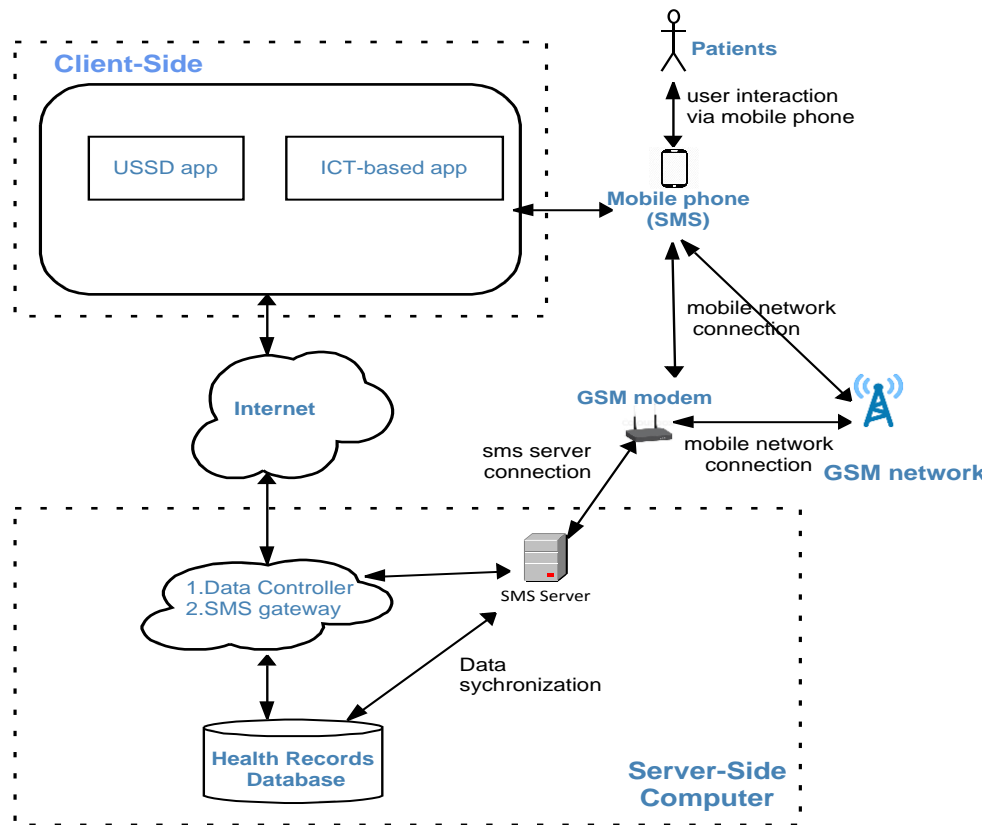 Client-Side
USSD app
ICT-based app
Patients
user interaction
via mobile phone
Mobile phone
(SMS)
mobile network
connection
GSM modem
mobile network
connection
GSM network
sms server
connection
Internet
1.Data Controller
2.SMS gateway
SMS Server
Data
sychronization
Health Records
Database
Server-Side
Computer